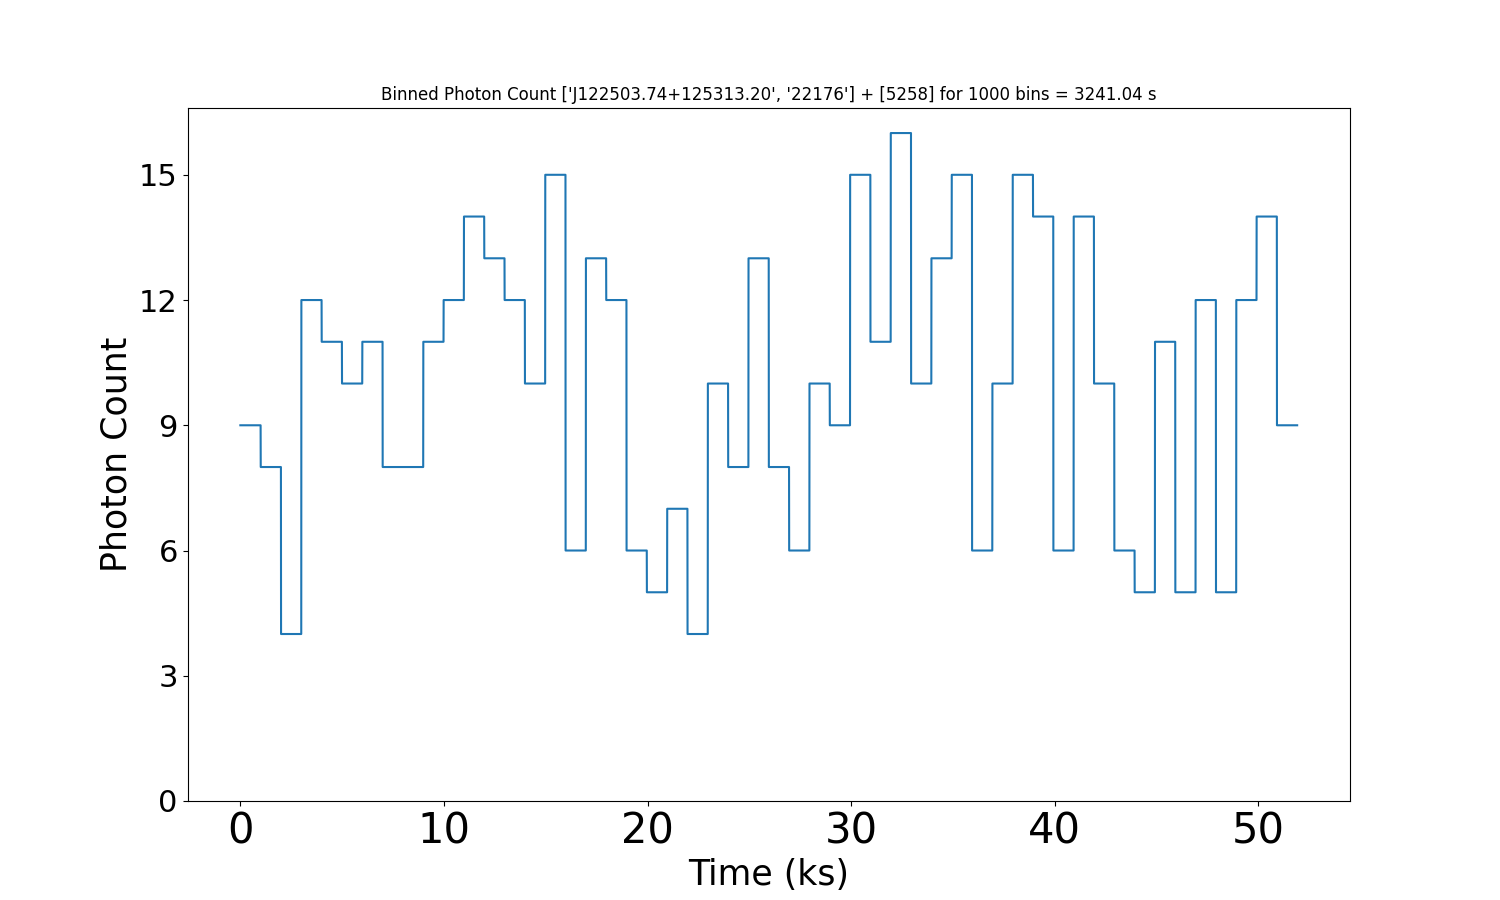 Binned Photon Count ['J122503.74+125313.20', '22176'] + [5258] for 1000 bins = 3241.04 s
Photon Count
15
12
9
6
3
0
0 10 20 30 40 50
Time (ks)